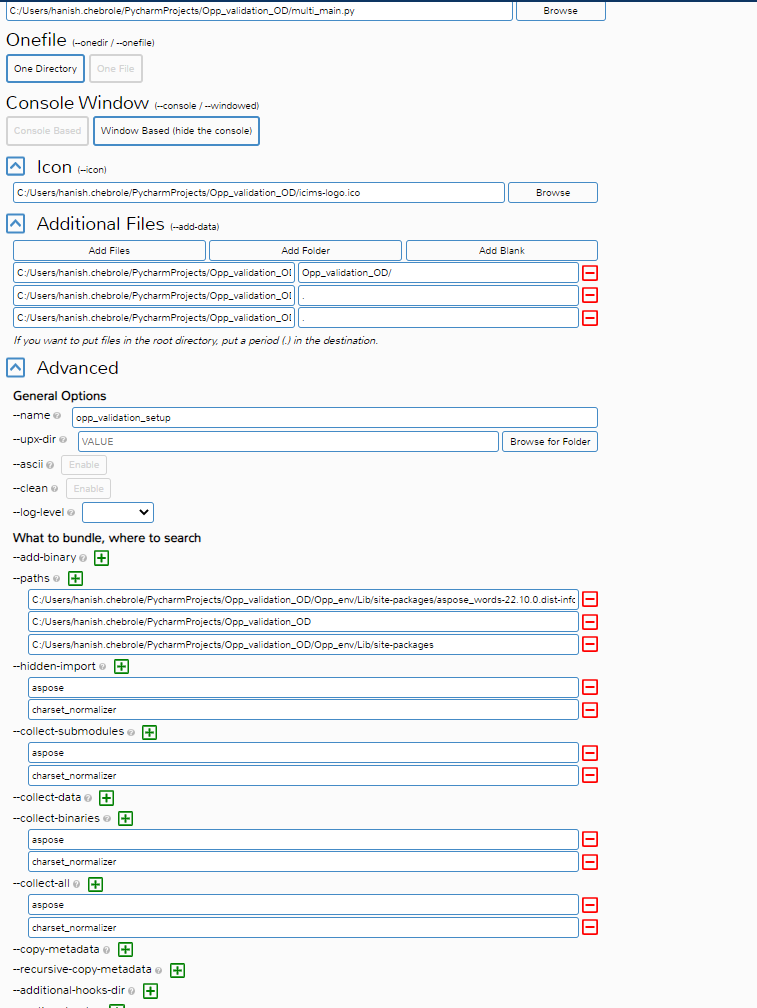 C:/Users/hanish.chebrole/PycharmProjects/Opp_validation_OD/multi_main.py Browse
Onefile (--onedir / --onefile)
One Directory One File
Console Window (--console / --windowed)
Console Based Window Based (hide the console)
Icon (--icon)
C:/Users/hanish.chebrole/PycharmProjects/Opp_validation_OD/icims-logo.ico Browse
Additional Files (--add-data)
Add Files Add Folder Add Blank
C:/Users/hanish.chebrole/PycharmProjects/Opp_validation_O Opp_validation_OD/
C:/Users/hanish.chebrole/PycharmProjects/Opp_validation_O .
C:/Users/hanish.chebrole/PycharmProjects/Opp_validation_O .
If you want to put files in the root directory, put a period (.) in the destination.
Advanced
General Options
--name ? opp_validation_setup
--upx-dir ? VALUE Browse for Folder
--ascii ? Enable
--clean ? Enable
--log-level ?
What to bundle, where to search
--add-binary ?
--paths ?
C:/Users/hanish.chebrole/PycharmProjects/Opp_validation_OD/Opp_env/Lib/site-packages/aspose_words-22.10.0.dist-info
C:/Users/hanish.chebrole/PycharmProjects/Opp_validation_OD
C:/Users/hanish.chebrole/PycharmProjects/Opp_validation_OD/Opp_env/Lib/site-packages
--hidden-import ?
aspose
charset_normalizer
--collect-submodules ?
aspose
charset_normalizer
--collect-data ?
--collect-binaries ?
aspose
charset_normalizer
--collect-all ?
aspose
charset_normalizer
--copy-metadata ?
--recursive-copy-metadata ?
--additional-hooks-dir ?